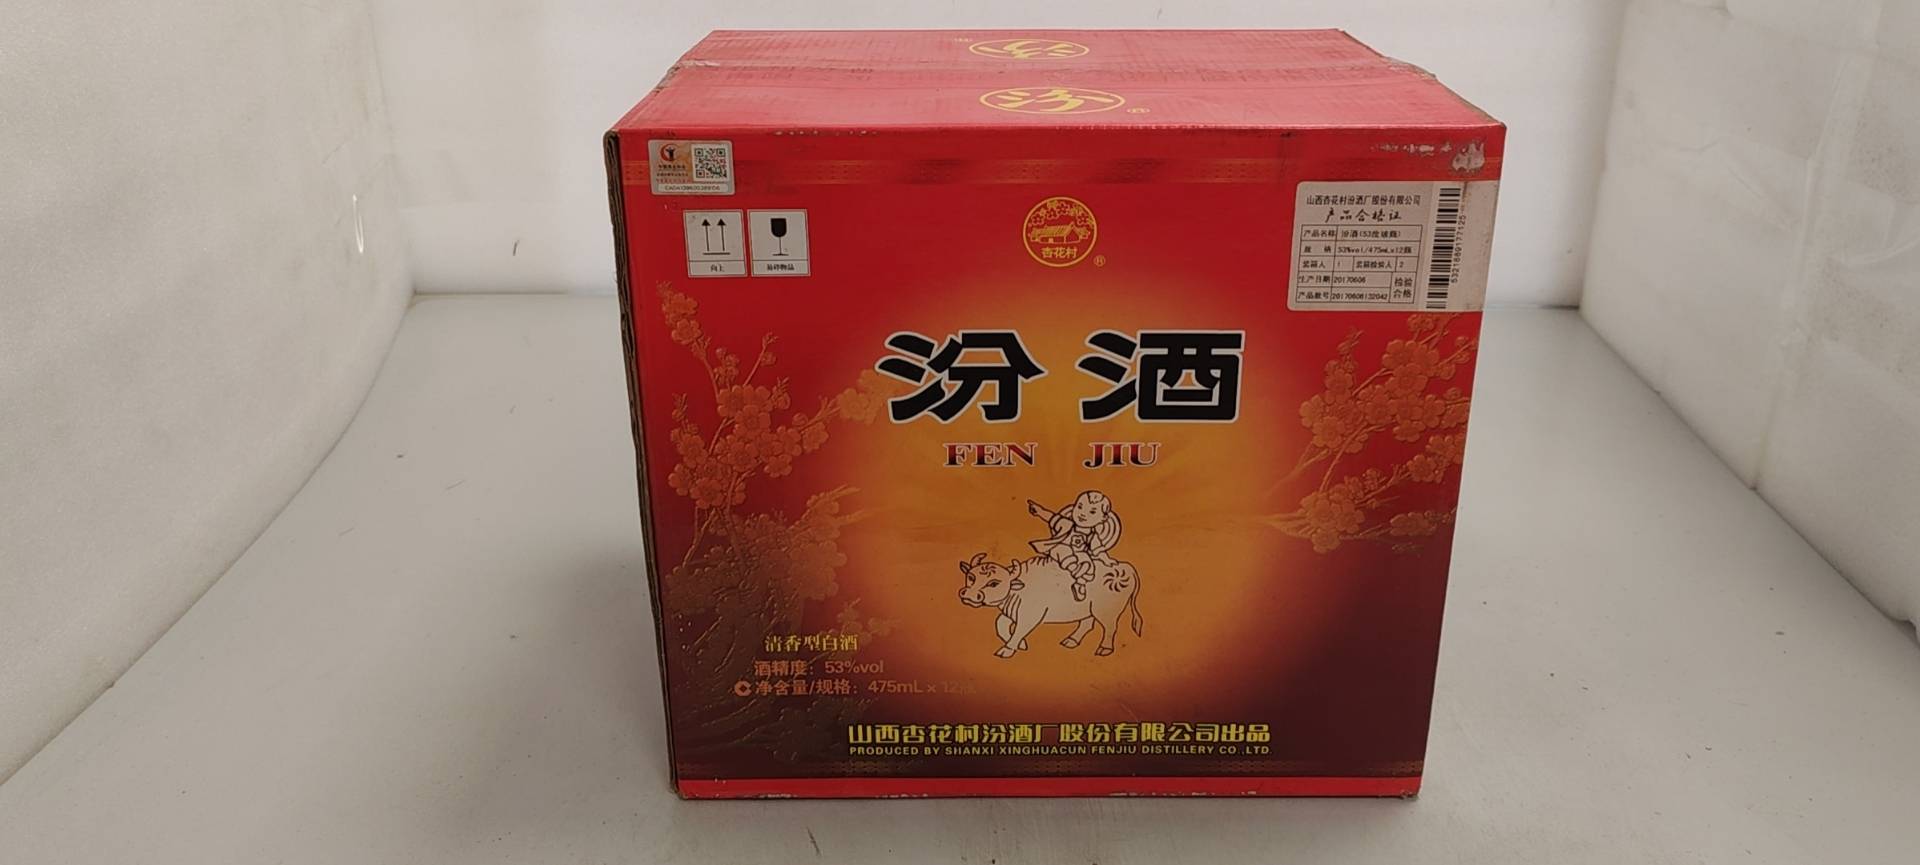 汾
汾
向上
易碎物品
杏花村
®
山西杏花村汾酒厂股份有限公司
产品合格证
产品名称 汾酒(53度玻瓶)
规 格 53%vol/475mL×12瓶
装箱人 1 装箱检验人 2
生产日期 20170606 检验
产品批号 20170606132042 合格
汾酒
FEN JIU
清香型白酒
酒精度：53%vol
净含量/规格：475mL×12瓶
山西杏花村汾酒厂股份有限公司出品
PRODUCED BY SHANXI XINGHUACUN FENJIU DISTILLERY CO.,LTD.